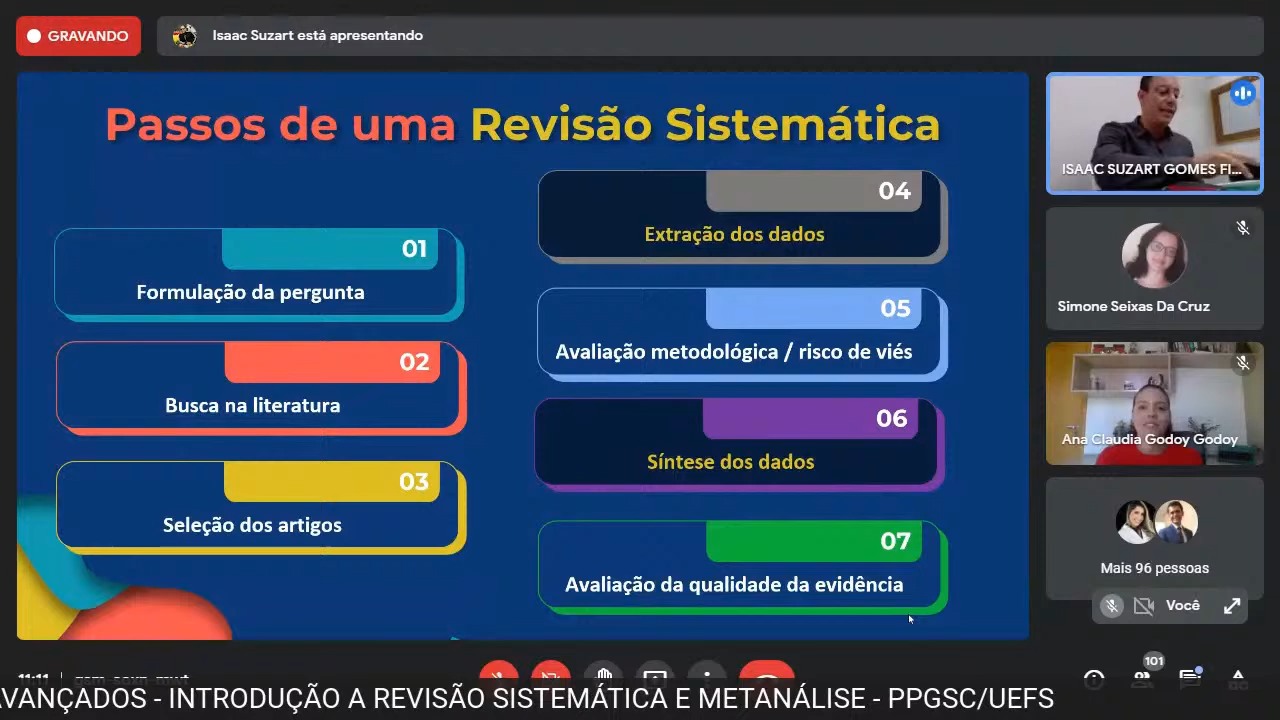 GRAVANDO
Isaac Suzart está apresentando
Passos de uma Revisão Sistemática
01
Formulação da pergunta
02
Busca na literatura
03
Seleção dos artigos
04
Extração dos dados
05
Avaliação metodológica / risco de viés
06
Síntese dos dados
07
Avaliação da qualidade da evidência
ISAAC SUZART GOMES FI...
Simone Seixas Da Cruz
Ana Claudia Godoy Godoy
Mais 96 pessoas
Você
101
11:11
AVANÇADOS - INTRODUÇÃO A REVISÃO SISTEMÁTICA E METANÁLISE - PPGSC/UEFS